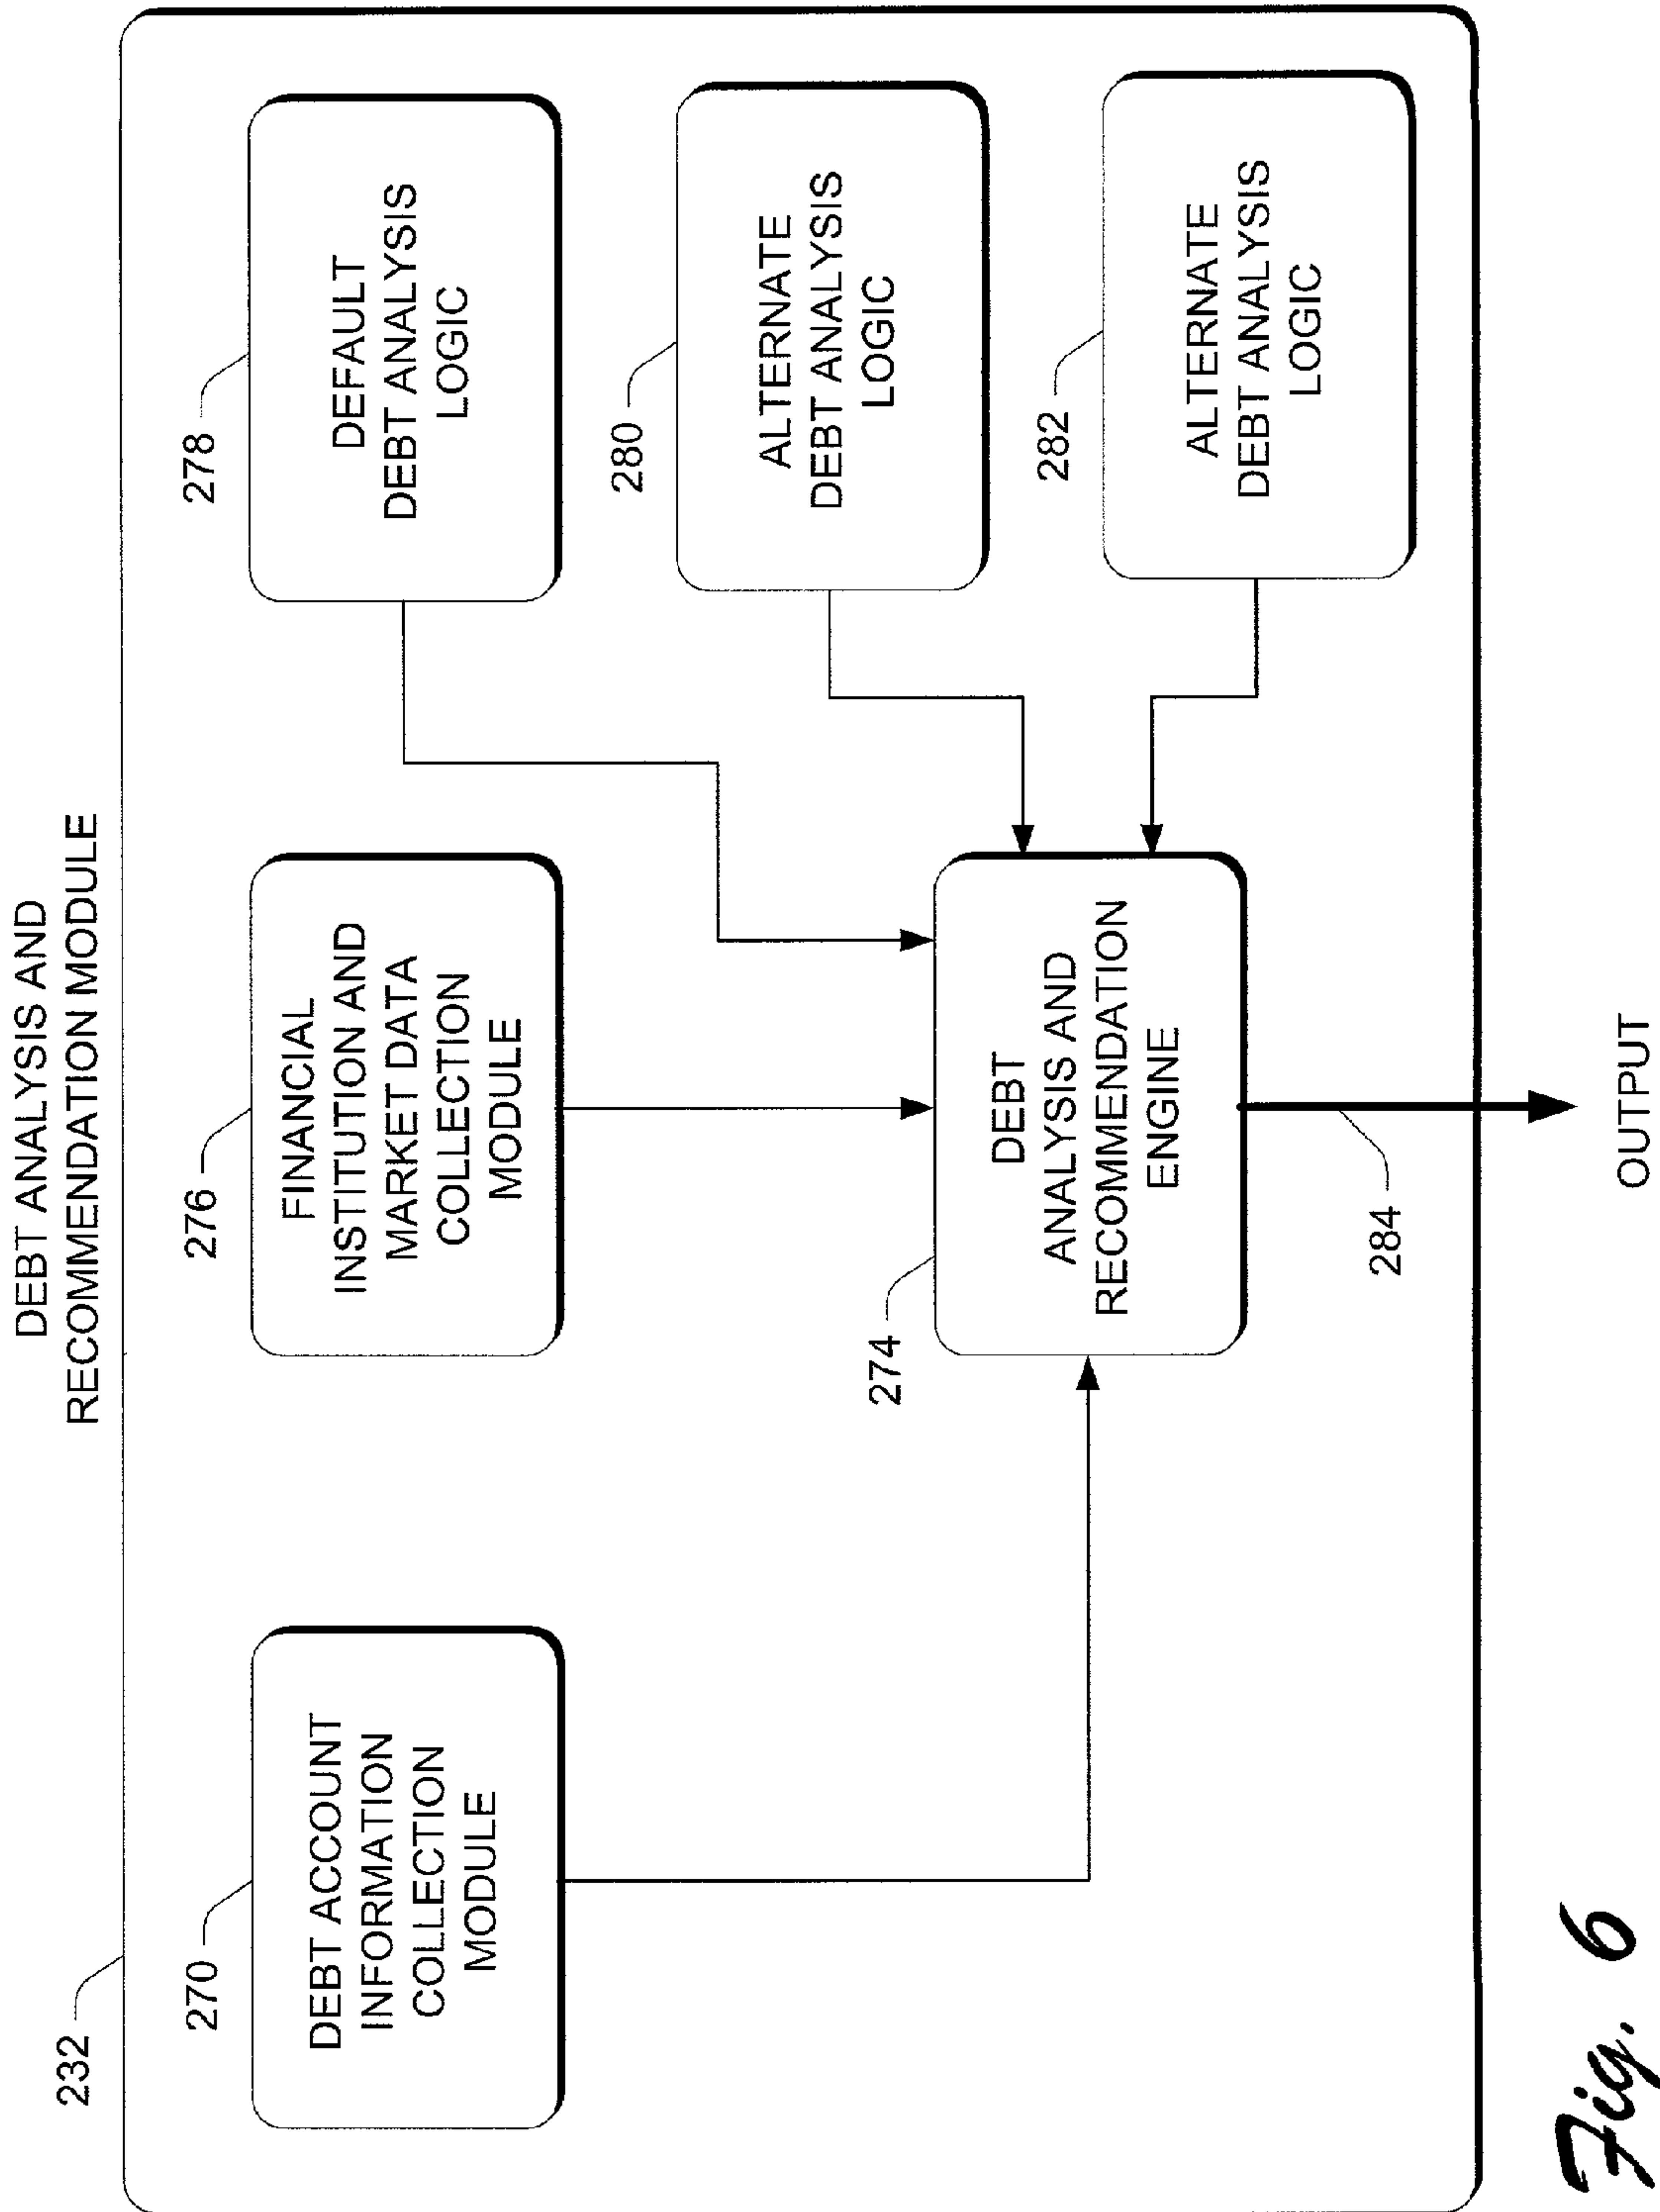 DEBT ANALYSIS AND
RECOMMENDATION MODULE
232
270
DEBT ACCOUNT
INFORMATION
COLLECTION
MODULE
276
FINANCIAL
INSTITUTION AND
MARKET DATA
COLLECTION
MODULE
278
DEFAULT
DEBT ANALYSIS
LOGIC
280
ALTERNATE
DEBT ANALYSIS
LOGIC
282
ALTERNATE
DEBT ANALYSIS
LOGIC
274
DEBT
ANALYSIS AND
RECOMMENDATION
ENGINE
284
OUTPUT
Fig. 6